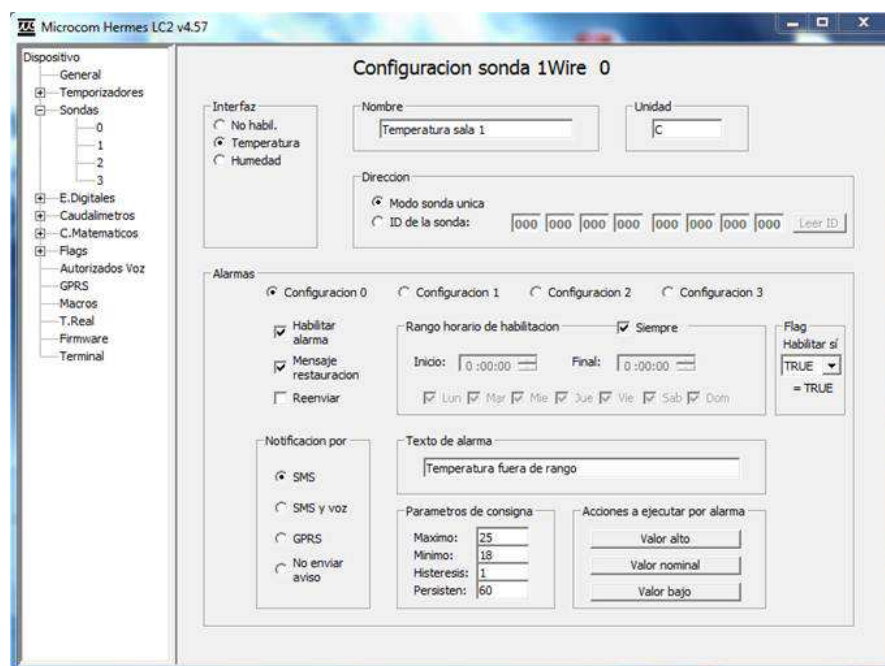 Microcom Hermes LC2 v4.57
Dispositivo
General
Temporizadores
Sondas
0
1
2
3
E.Digitales
Caudalimetros
C.Matematicos
Flags
Autorizados Voz
GPRS
Macros
T.Real
Firmware
Terminal
Configuracion sonda 1Wire 0
Interfaz
No habil.
Temperatura
Humedad
Nombre
Temperatura sala 1
Unidad
C
Direccion
Modo sonda unica
ID de la sonda: 000 000 000 000 000 000 000 000 Leer ID
Alarmas
Configuracion 0 Configuracion 1 Configuracion 2 Configuracion 3
Habilitar
alarma
Mensaje
restauracion
Reenviar
Rango horario de habilitacion Siempre
Inicio: 0:00:00 Final: 0:00:00
Lun Mar Mie Jue Vie Sab Dom
Flag
Habilitar sí
TRUE
= TRUE
Notificacion por
SMS
SMS y voz
GPRS
No enviar
aviso
Texto de alarma
Temperatura fuera de rango
Parametros de consigna
Maximo: 25
Minimo: 18
Histeresis: 1
Persisten: 60
Acciones a ejecutar por alarma
Valor alto
Valor nominal
Valor bajo